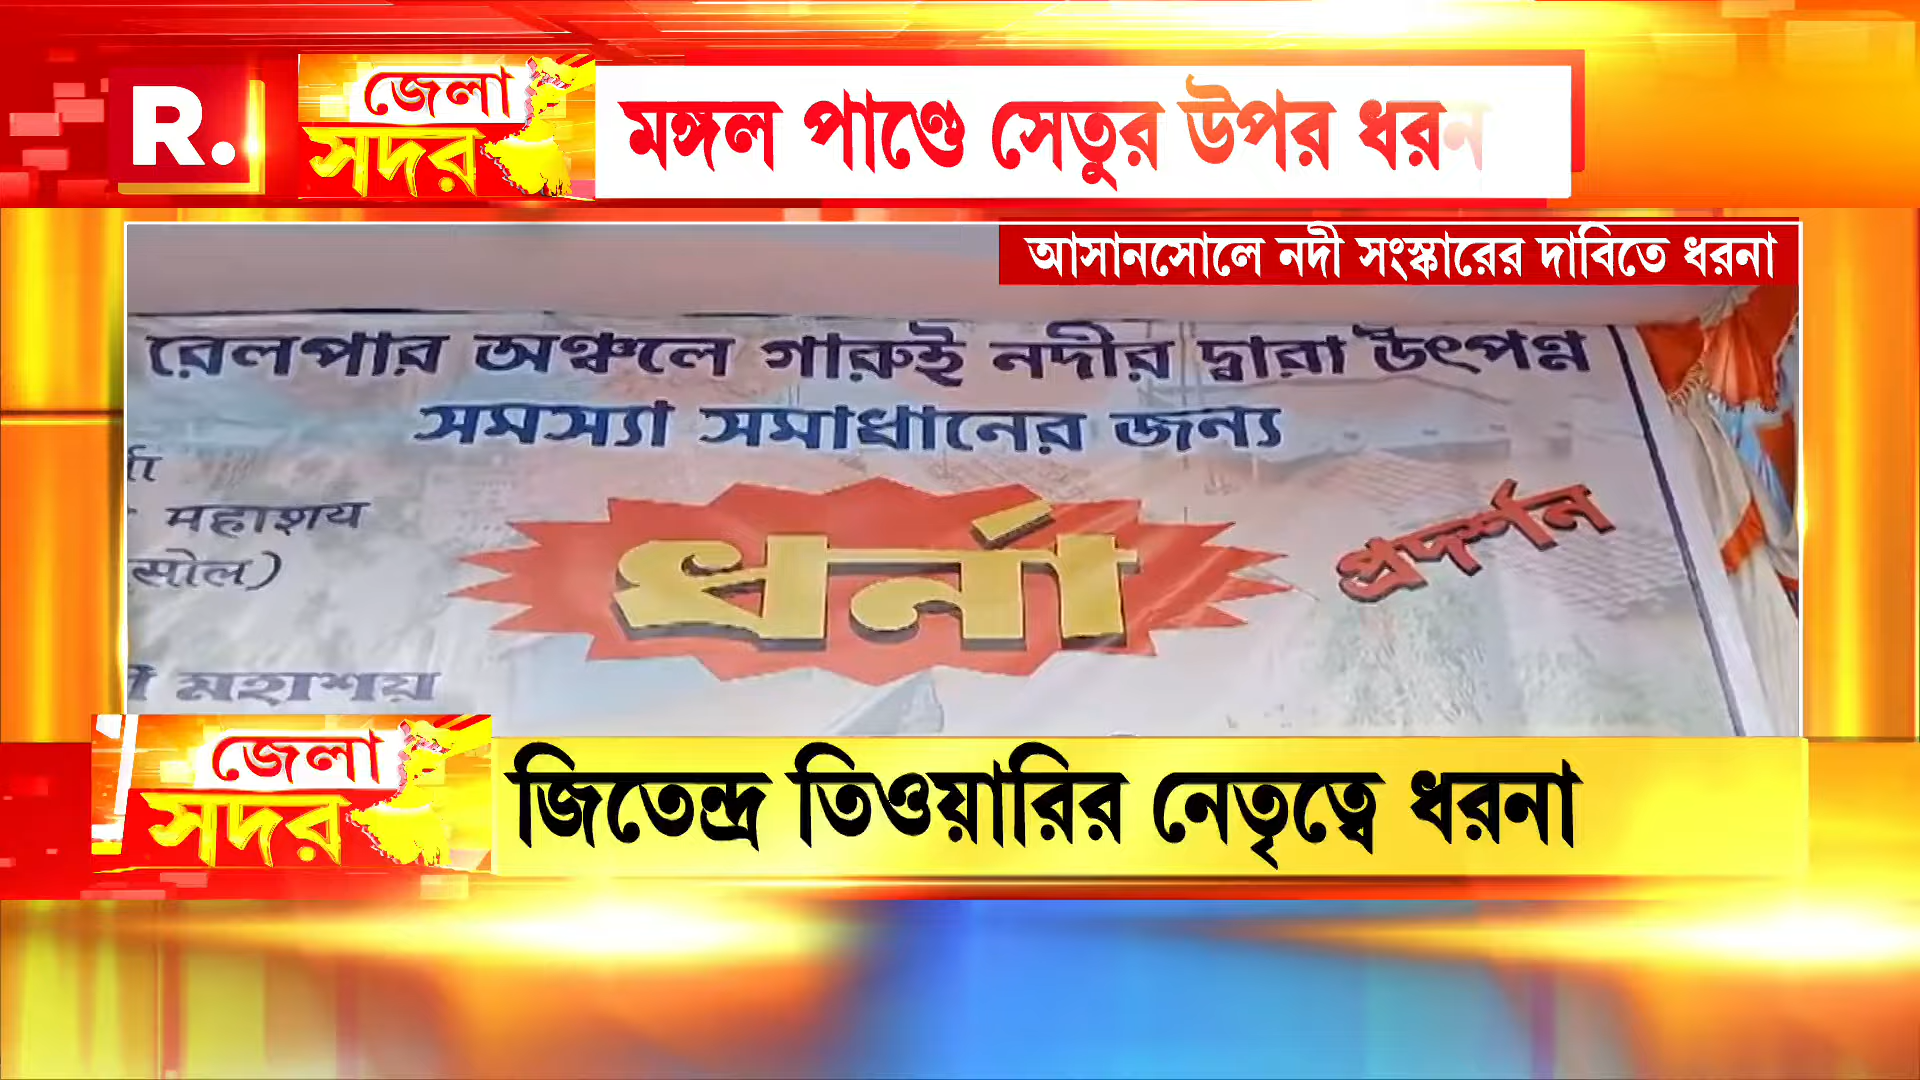 R.
জেলা
সদর
মঙ্গল পাণ্ডে সেতুর উপর ধরন
আসানসোলে নদী সংস্কারের দাবিতে ধরনা
রেলপার অঞ্চলে গারুই নদীর দ্বারা উৎপন্ন
সমস্যা সমাধানের জন্য
মহাশয়
সোল)
ধর্না
প্রদর্শন
মহাশয়
জেলা
সদর
জিতেন্দ্র তিওয়ারির নেতৃত্বে ধরনা